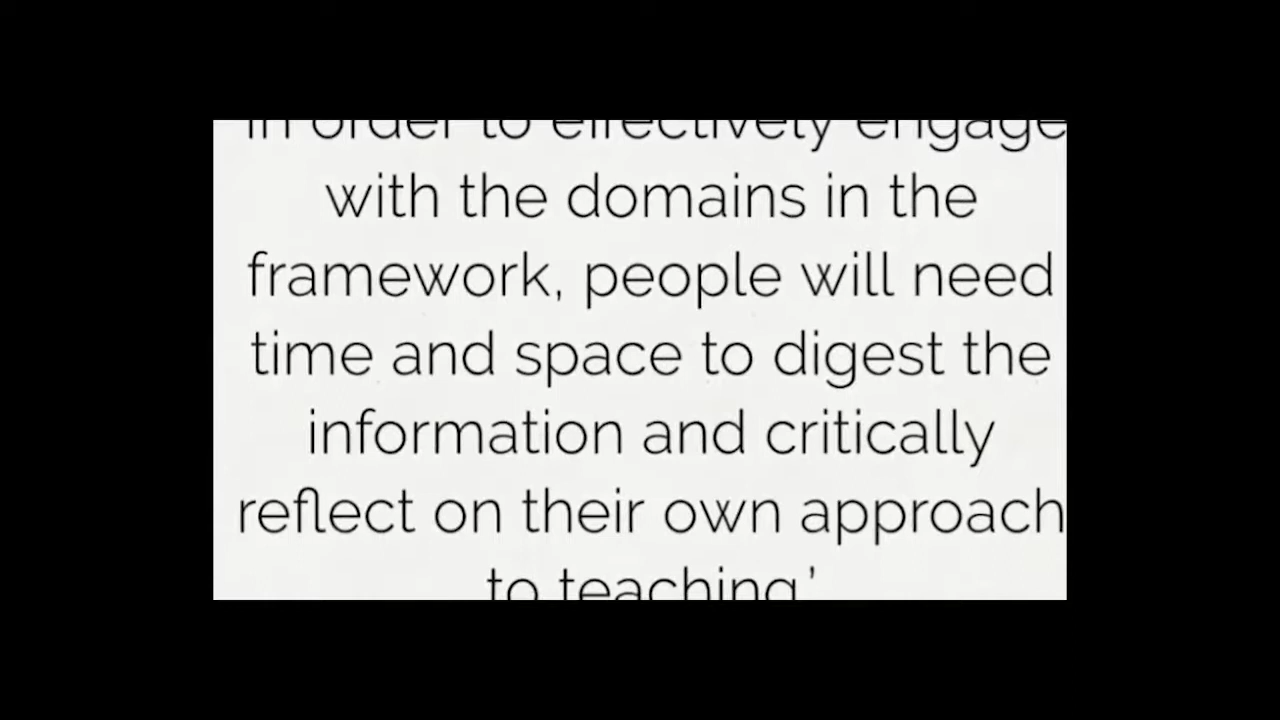 in order to effectively engage
with the domains in the
framework, people will need
time and space to digest the
information and critically
reflect on their own approach
to teaching.’